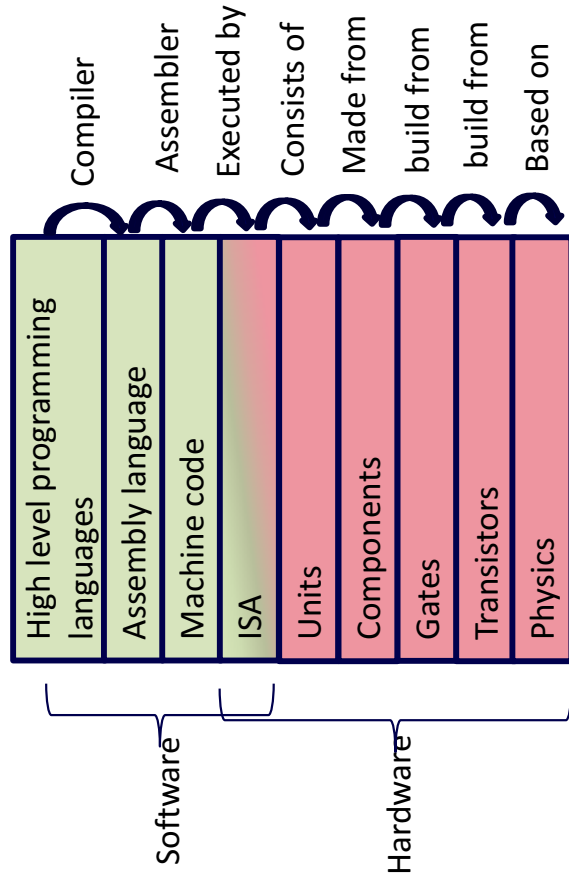 High level programming
languages
Assembly language
Machine code
ISA
Units
Components
Gates
Transistors
Physics
Compiler
Assembler
Executed by
Consists of
Made from
build from
build from
Based on
Software
Hardware